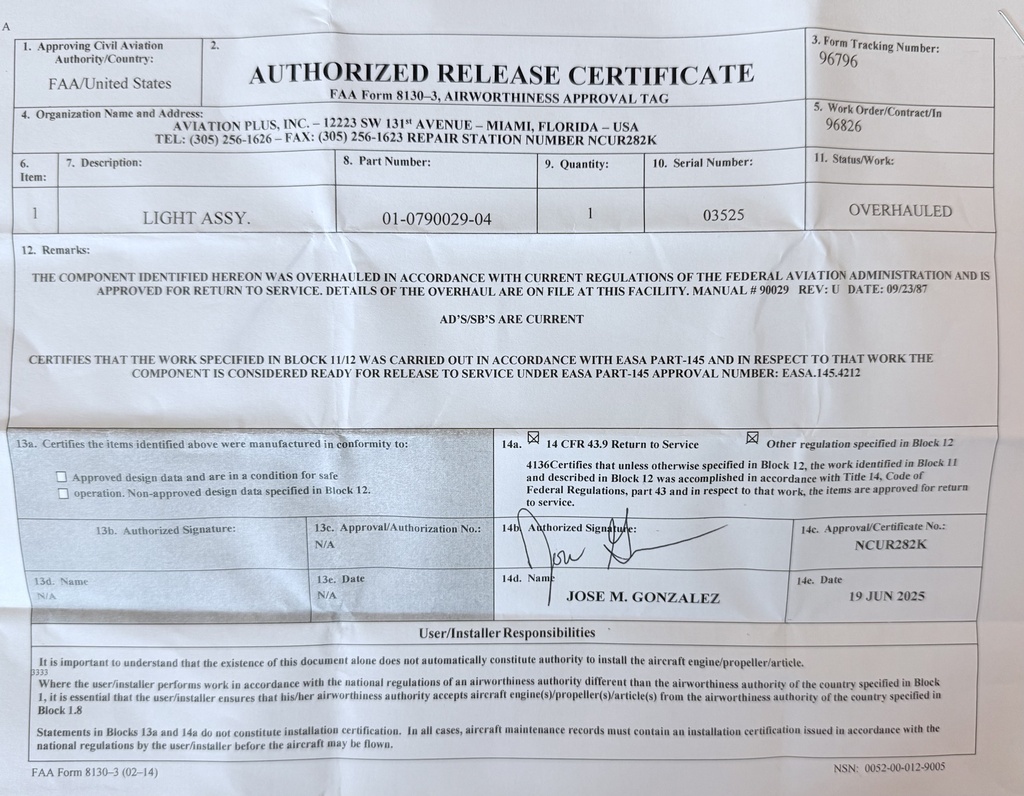 A
1. Approving Civil Aviation
Authority/Country:
FAA/United States
2.
AUTHORIZED RELEASE CERTIFICATE
FAA Form 8130–3, AIRWORTHINESS APPROVAL TAG
3. Form Tracking Number:
96796
4. Organization Name and Address:
AVIATION PLUS, INC. – 12223 SW 131st AVENUE – MIAMI, FLORIDA – USA
TEL: (305) 256-1626 – FAX: (305) 256-1623 REPAIR STATION NUMBER NCUR282K
5. Work Order/Contract/In
96826
6.
Item:
7. Description:
8. Part Number:
9. Quantity:
10. Serial Number:
11. Status/Work:
1
LIGHT ASSY.
01-0790029-04
1
03525
OVERHAULED
12. Remarks:
THE COMPONENT IDENTIFIED HEREON WAS OVERHAULED IN ACCORDANCE WITH CURRENT REGULATIONS OF THE FEDERAL AVIATION ADMINISTRATION AND IS
APPROVED FOR RETURN TO SERVICE. DETAILS OF THE OVERHAUL ARE ON FILE AT THIS FACILITY. MANUAL # 90029 REV: U DATE: 09/23/87
AD'S/SB'S ARE CURRENT
CERTIFIES THAT THE WORK SPECIFIED IN BLOCK 11/12 WAS CARRIED OUT IN ACCORDANCE WITH EASA PART-145 AND IN RESPECT TO THAT WORK THE
COMPONENT IS CONSIDERED READY FOR RELEASE TO SERVICE UNDER EASA PART-145 APPROVAL NUMBER: EASA.145.4212
13a. Certifies the items identified above were manufactured in conformity to:
☐ Approved design data and are in a condition for safe
☐ operation. Non-approved design data specified in Block 12.
14a. ☒ 14 CFR 43.9 Return to Service ☒ Other regulation specified in Block 12
4136Certifies that unless otherwise specified in Block 12, the work identified in Block 11
and described in Block 12 was accomplished in accordance with Title 14, Code of
Federal Regulations, part 43 and in respect to that work, the items are approved for return
to service.
13b. Authorized Signature:
13c. Approval/Authorization No.:
N/A
14b Authorized Signature:
14c. Approval/Certificate No.:
NCUR282K
13d. Name
N/A
13e. Date
N/A
14d. Name
JOSE M. GONZALEZ
14e. Date
19 JUN 2025
User/Installer Responsibilities
It is important to understand that the existence of this document alone does not automatically constitute authority to install the aircraft engine/propeller/article.
3333
Where the user/installer performs work in accordance with the national regulations of an airworthiness authority different than the airworthiness authority of the country specified in Block
1, it is essential that the user/installer ensures that his/her airworthiness authority accepts aircraft engine(s)/propeller(s)/article(s) from the airworthiness authority of the country specified in
Block 1.8
Statements in Blocks 13a and 14a do not constitute installation certification. In all cases, aircraft maintenance records must contain an installation certification issued in accordance with the
national regulations by the user/installer before the aircraft may be flown.
FAA Form 8130–3 (02-14)
NSN: 0052-00-012-9005